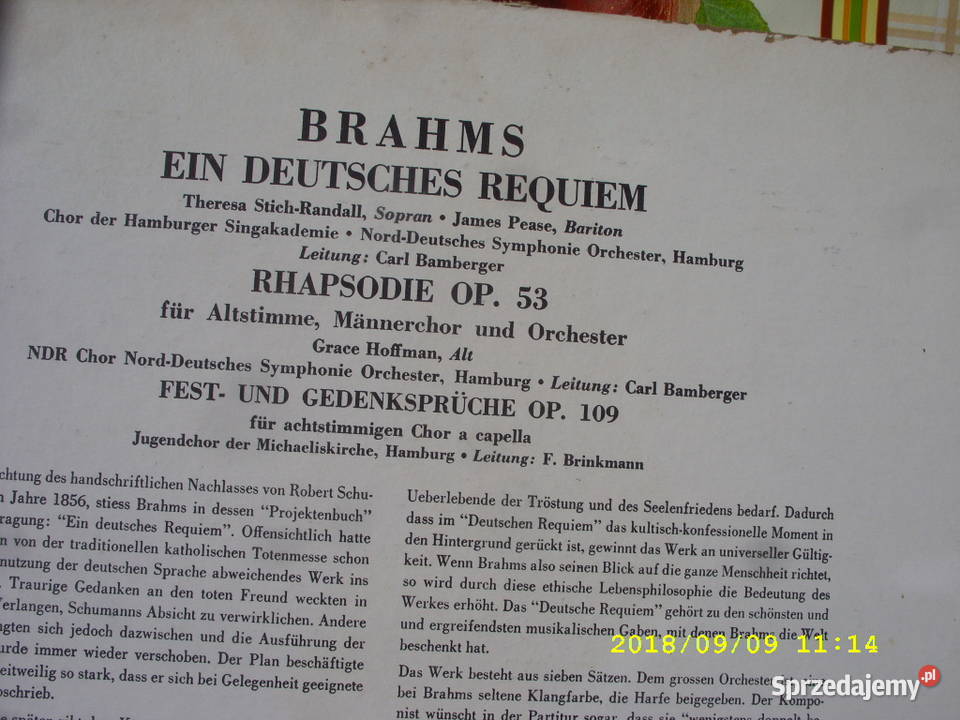 BRAHMS
EIN DEUTSCHES REQUIEM
Theresa Stich-Randall, Sopran • James Pease, Bariton
Chor der Hamburger Singakademie • Nord-Deutsches Symphonie Orchester, Hamburg
Leitung: Carl Bamberger
RHAPSODIE OP. 53
für Altstimme, Männerchor und Orchester
Grace Hoffman, Alt
NDR Chor Nord-Deutsches Symphonie Orchester, Hamburg • Leitung: Carl Bamberger
FEST- UND GEDENKSPRÜCHE OP. 109
für achtstimmigen Chor a capella
Jugendchor der Michaeliskirche, Hamburg • Leitung: F. Brinkmann
chtung des handschriftlichen Nachlasses von Robert Schu-
Jahre 1856, stiess Brahms in dessen "Projektenbuch"
ragung: "Ein deutsches Requiem". Offensichtlich hatte
n von der traditionellen katholischen Totenmesse schon
nutzung der deutschen Sprache abweichendes Werk ins
. Traurige Gedanken an den toten Freund weckten in
Verlangen, Schumanns Absicht zu verwirklichen. Andere
ngten sich jedoch dazwischen und die Ausführung der
urde immer wieder verschoben. Der Plan beschäftigte
eitweilig so stark, dass er sich bei Gelegenheit geeignete
bschrieb.
Ueberlebende der Tröstung und des Seelenfriedens bedarf. Dadurch
dass im "Deutschen Requiem" das kultisch-konfessionelle Moment in
den Hintergrund gerückt ist, gewinnt das Werk an universeller Gültig-
keit. Wenn Brahms also seinen Blick auf die ganze Menschheit richtet,
so wird durch diese ethische Lebensphilosophie die Bedeutung des
Werkes erhöht. Das "Deutsche Requiem" gehört zu den schönsten und
und ergreifendsten musikalischen Gaben, mit denen Brahms die Welt
beschenkt hat.
Das Werk besteht aus sieben Sätzen. Dem grossen Orchester
bei Brahms seltene Klangfarbe, die Harfe beigegeben. Der Kompo-
nist wünscht in der Partitur sogar, dass sie "wenigstens doppelt
2018/09/09 11:14
Sprzedajemy.pl